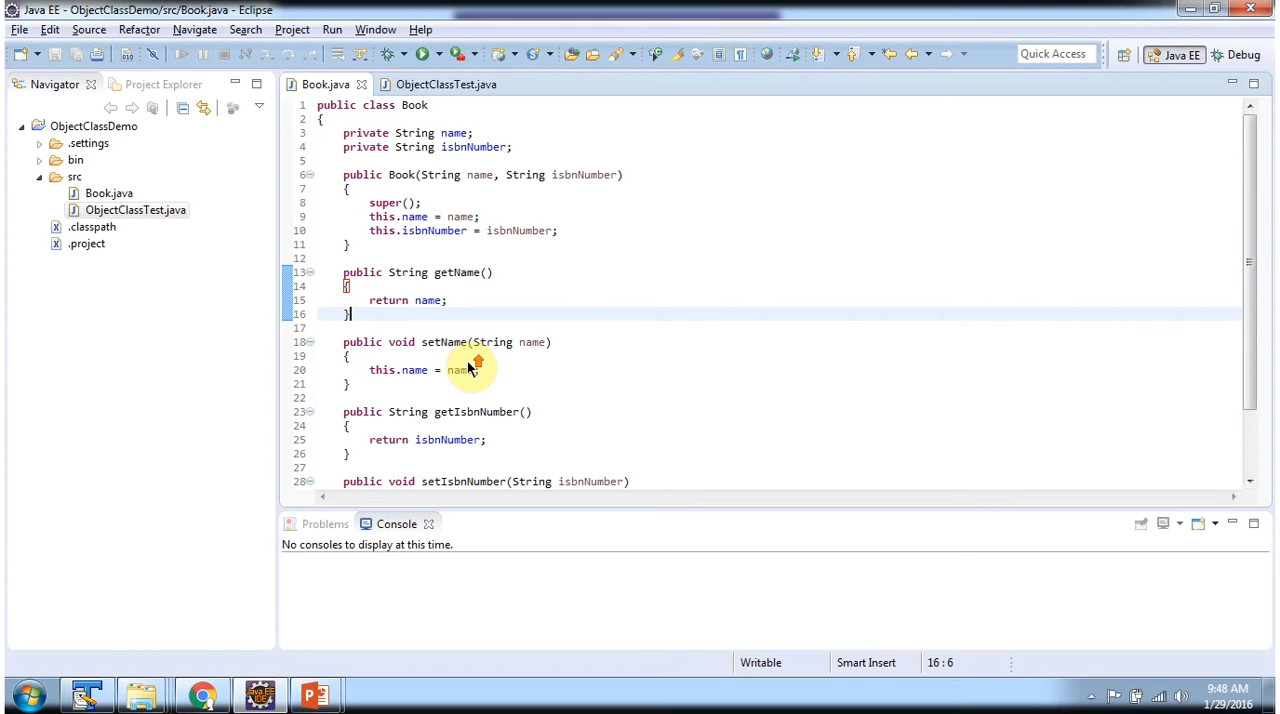 Java EE - ObjectClassDemo/src/Book.java - Eclipse
File Edit Source Refactor Navigate Search Project Run Window Help
Quick Access Java EE Debug
Navigator Project Explorer
ObjectClassDemo
.settings
bin
src
Book.java
ObjectClassTest.java
.classpath
.project
Book.java ObjectClassTest.java
1 public class Book
2 {
3 private String name;
4 private String isbnNumber;
5
6 public Book(String name, String isbnNumber)
7 {
8 super();
9 this.name = name;
10 this.isbnNumber = isbnNumber;
11 }
12
13 public String getName()
14 {
15 return name;
16 }
17
18 public void setName(String name)
19 {
20 this.name = name;
21 }
22
23 public String getIsbnNumber()
24 {
25 return isbnNumber;
26 }
27
28 public void setIsbnNumber(String isbnNumber)
Problems Console
No consoles to display at this time.
Writable Smart Insert 16 : 6
Java EE
IDE
9:48 AM
1/29/2016